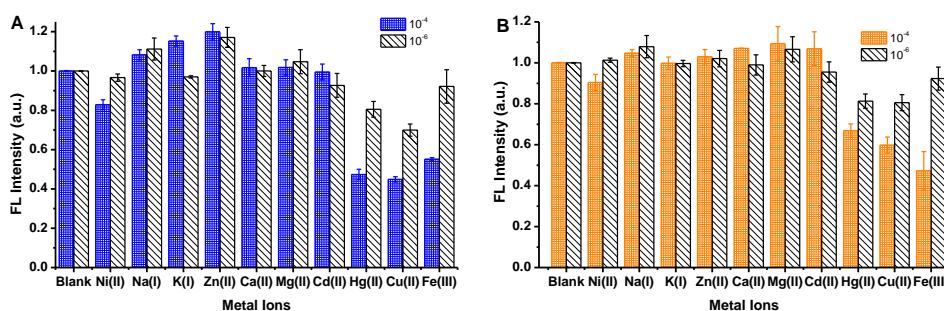 A
FL Intensity (a.u.)
1.2
1.0
0.8
0.6
0.4
0.2
0.0
10⁻⁴
10⁻⁶
Blank Ni(II) Na(I) K(I) Zn(II) Ca(II) Mg(II) Cd(II) Hg(II) Cu(II) Fe(III)
Metal Ions
B
FL Intensity (a.u.)
1.2
1.0
0.8
0.6
0.4
0.2
0.0
10⁻⁴
10⁻⁶
Blank Ni(II) Na(I) K(I) Zn(II) Ca(II) Mg(II) Cd(II) Hg(II) Cu(II) Fe(III)
Metal Ions